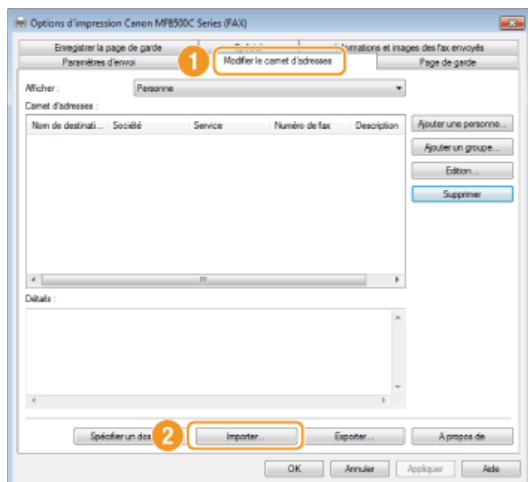 Options d'impression Canon MF8500C Series (FAX)
Enregistrer la page de garde
et images des fax envoyés
Paramètres d'envoi
1
Modifier le carnet d'adresses
Page de garde
Afficher :
Personne
Carnet d'adresses :
Nom de destinati... Société Service Numéro de fax Description
Ajouter une personne...
Ajouter un groupe...
Edition...
Supprimer
Détails :
Spécifier un dos
2
Importer...
Exporter...
A propos de
OK
Annuler
Appliquer
Aide